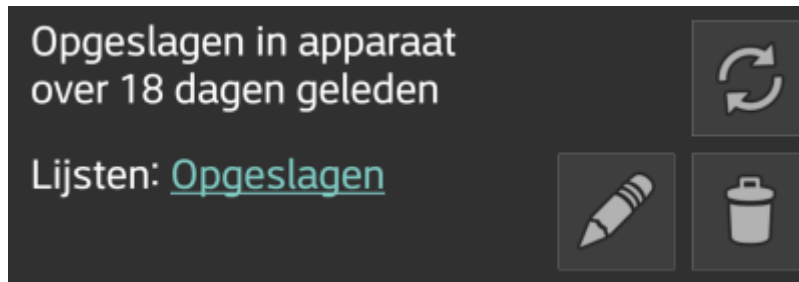 Opgeslagen in apparaat
over 18 dagen geleden
Lijsten: Opgeslagen